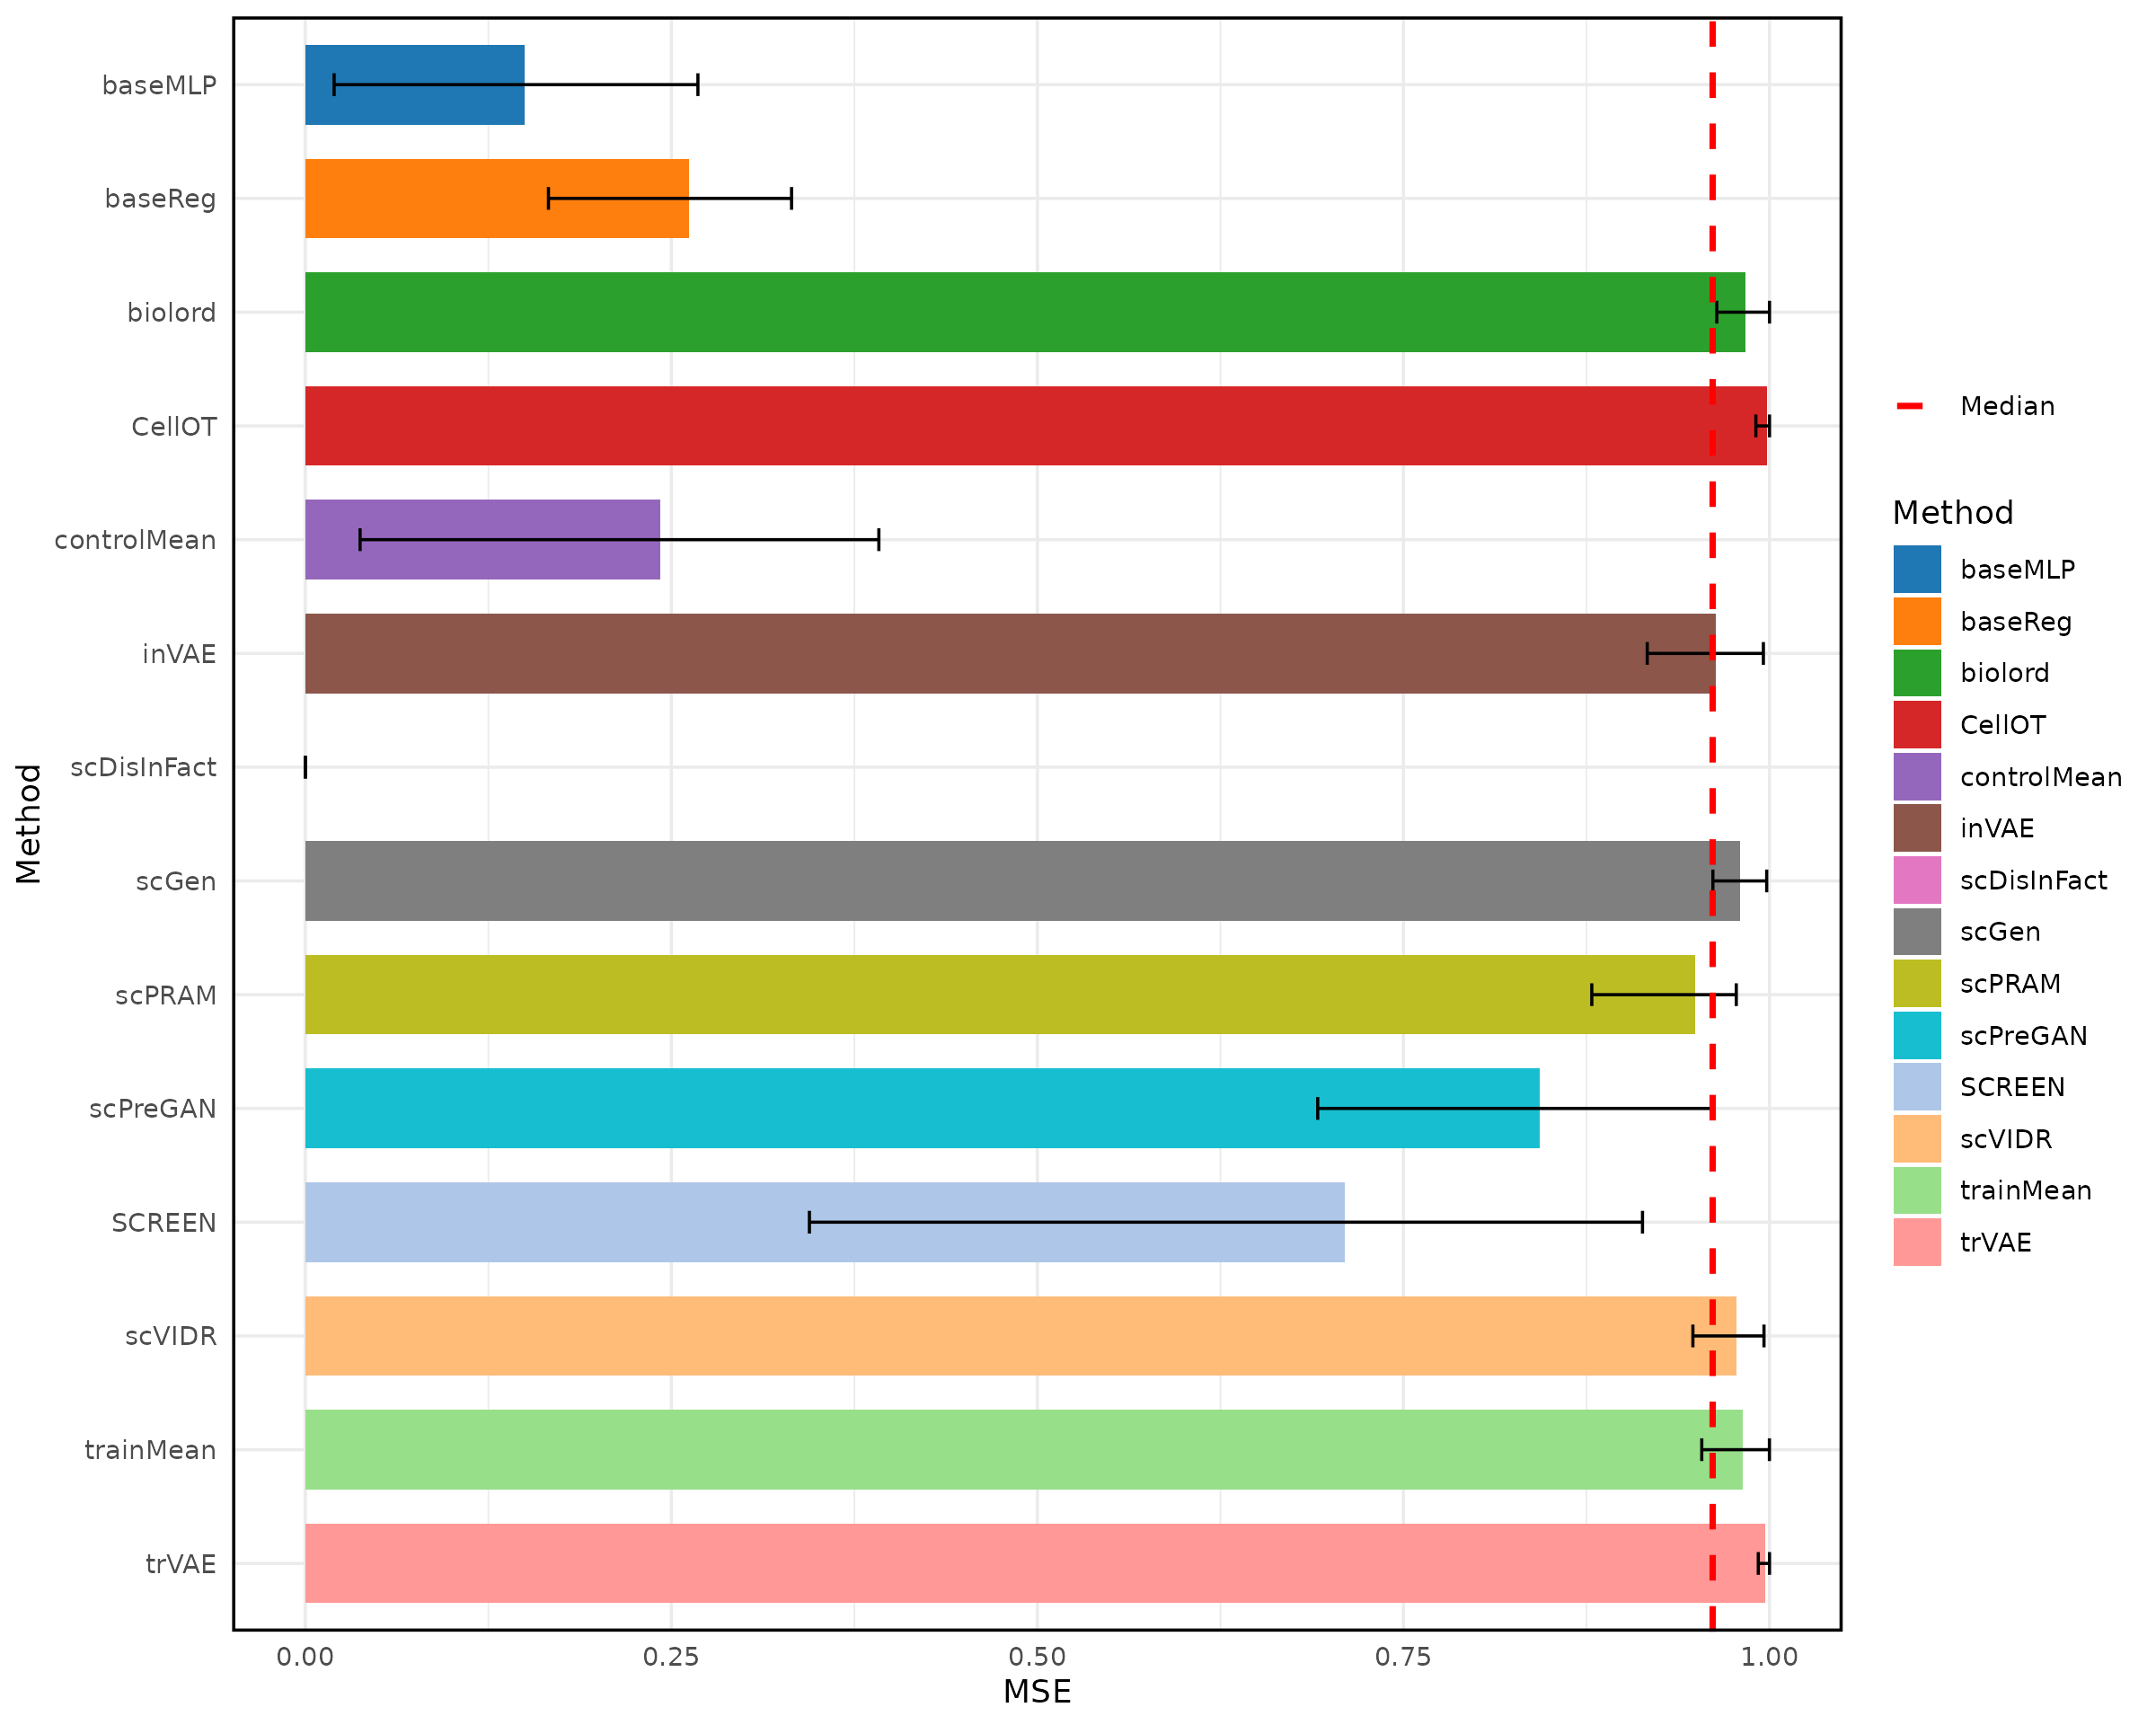 Method
baseMLP
baseReg
biolord
CellOT
controlMean
inVAE
scDisInFact
scGen
scPRAM
scPreGAN
SCREEN
scVIDR
trainMean
trVAE
0.00 0.25 0.50 0.75 1.00
MSE
Median
Method
baseMLP
baseReg
biolord
CellOT
controlMean
inVAE
scDisInFact
scGen
scPRAM
scPreGAN
SCREEN
scVIDR
trainMean
trVAE